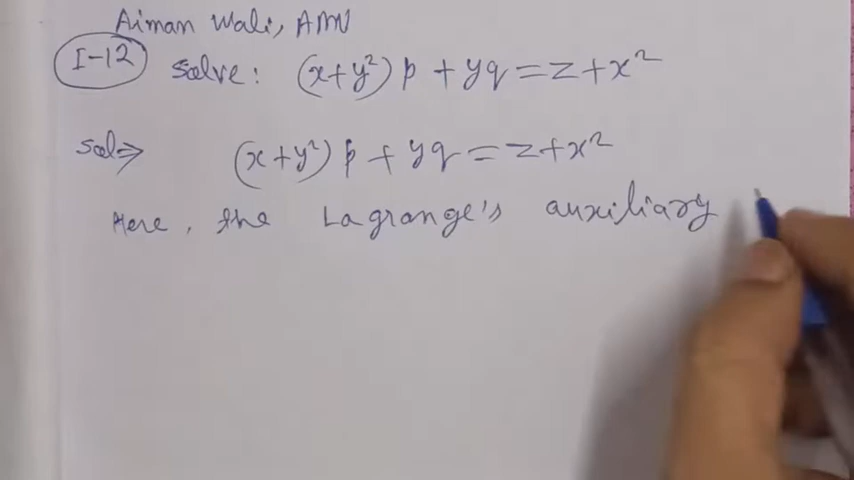 Aiman Wali, AMU
I-12 Solve: (x+y²)p + yq = z+x²
Sol⇒ (x+y²)p + yq = z+x²
Here, the Lagrange's auxiliary